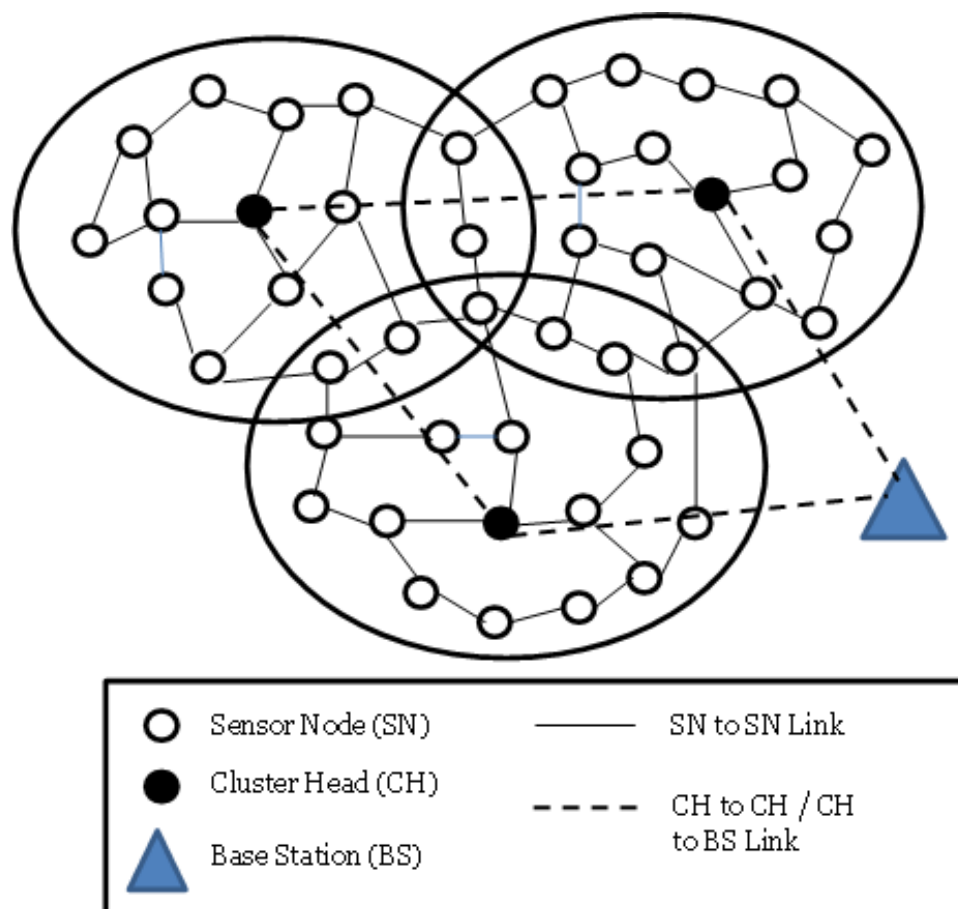 Sensor Node (SN)
SN to SN Link
Cluster Head (CH)
CH to CH / CH
to BS Link
Base Station (BS)